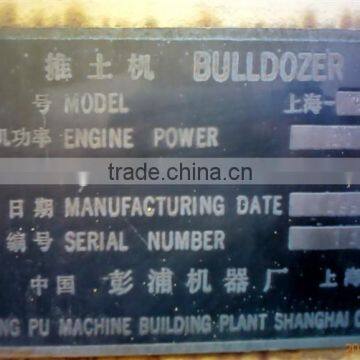 推土机 BULLDOZER
号 MODEL 上海-
机功率 ENGINE POWER
trade.china.cn
日期 MANUFACTURING DATE
编号 SERIAL NUMBER
中国 彭浦机器厂 上海
NG PU MACHINE BUILDING PLANT SHANGHAI C